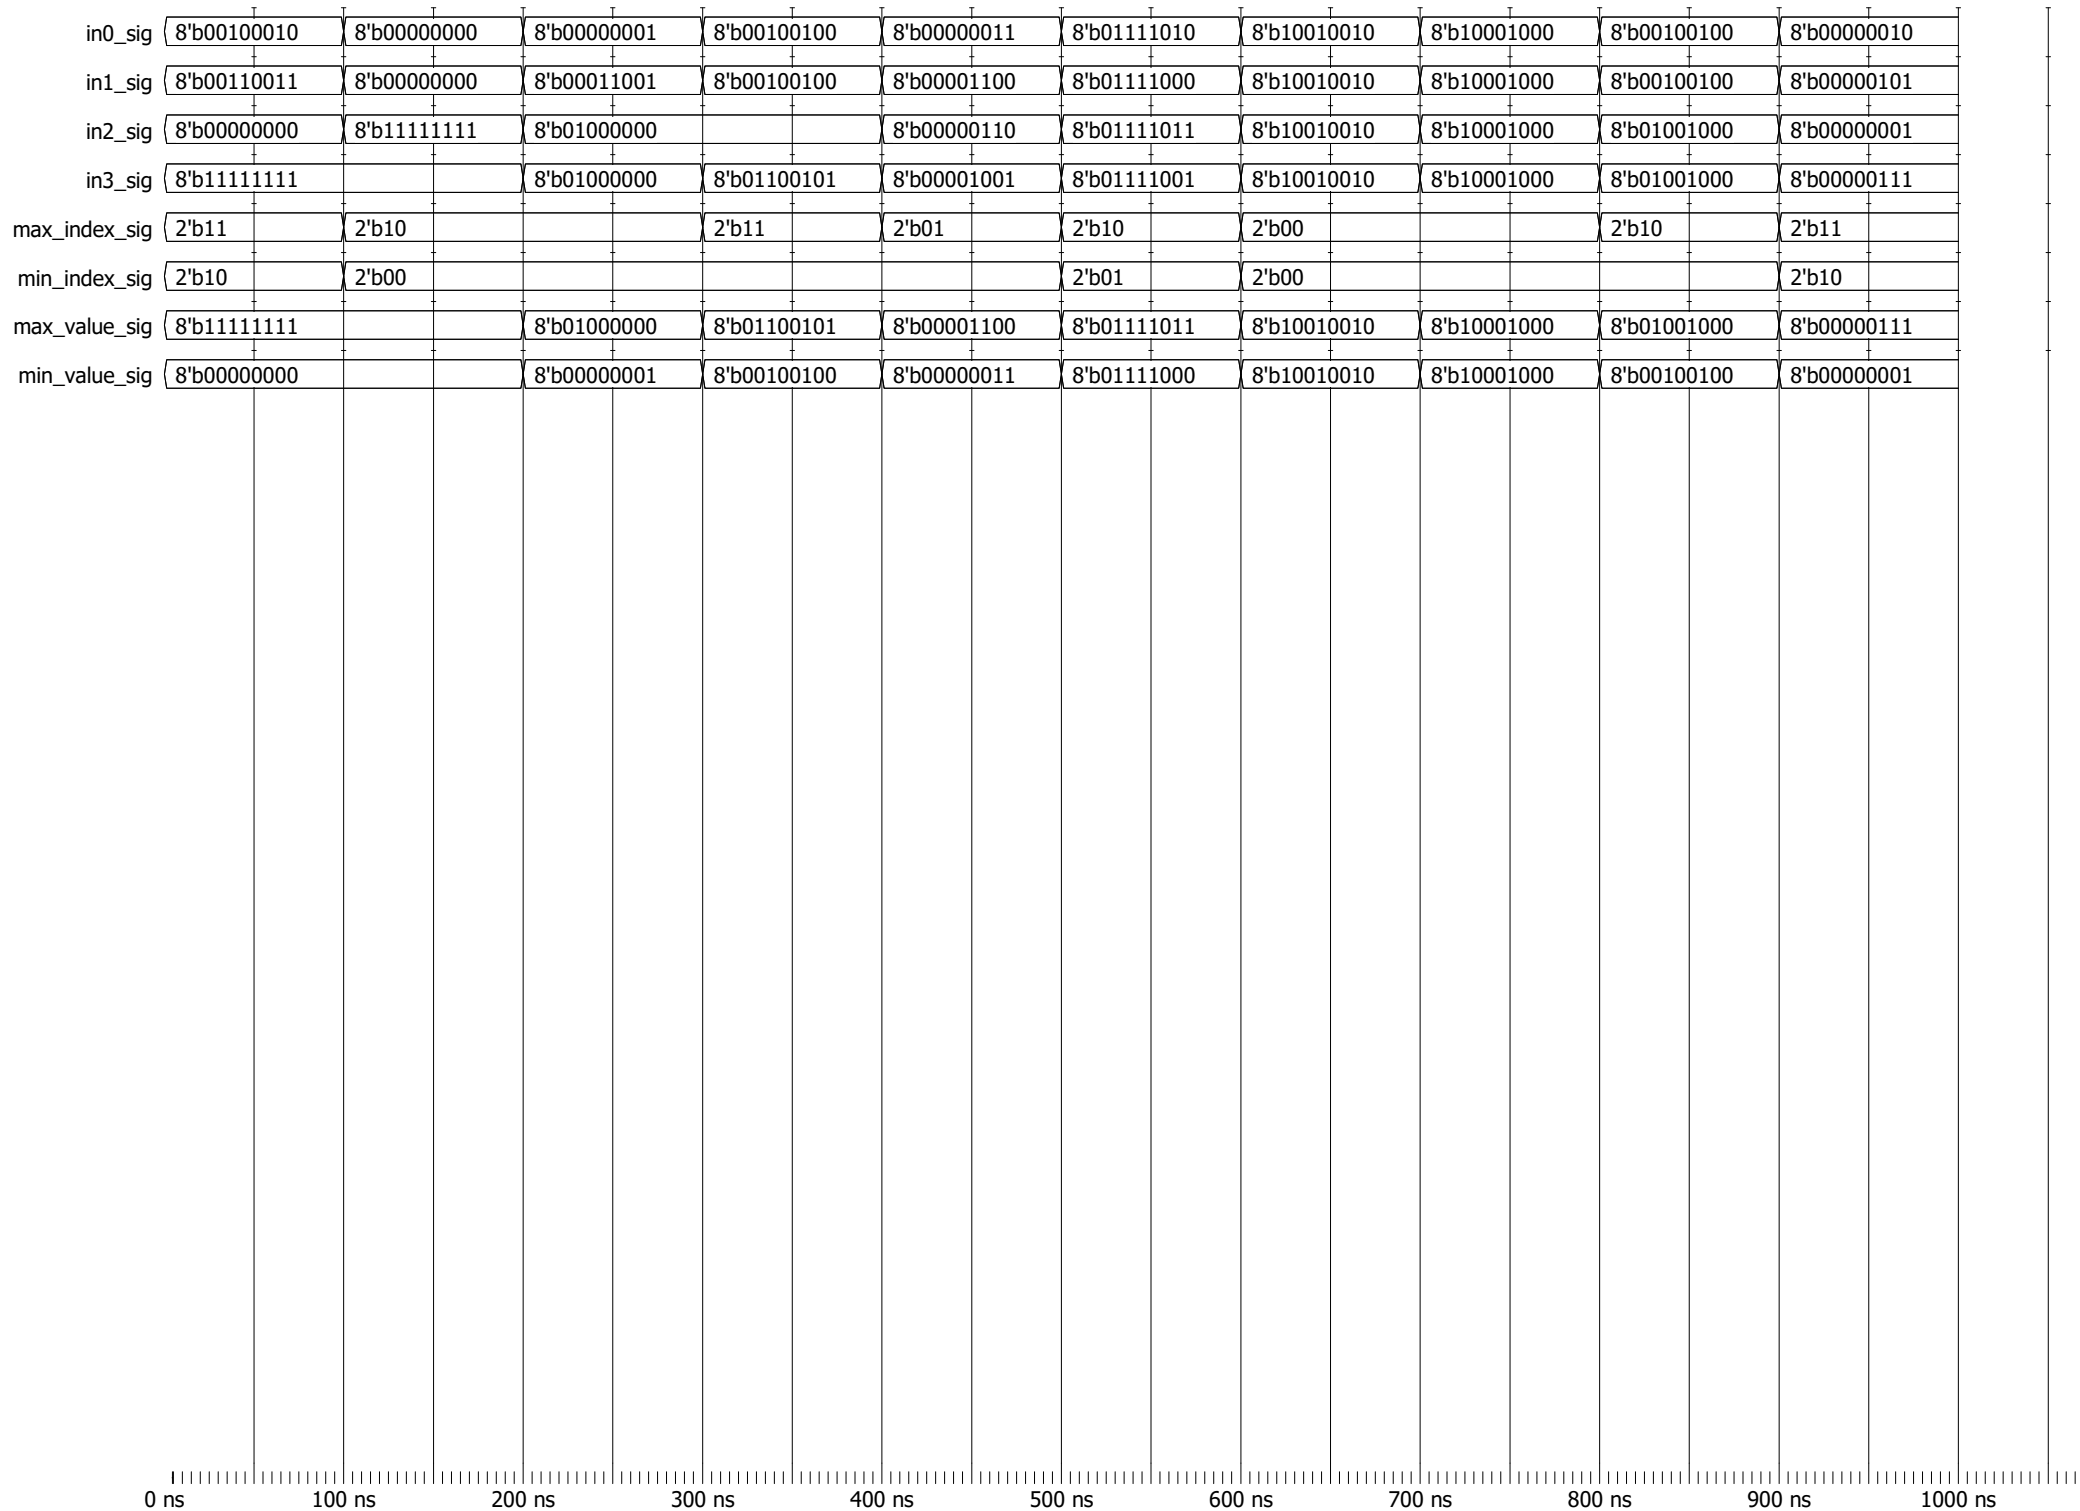 in0_sig 8'b00100010 8'b00000000 8'b00000001 8'b00100100 8'b00000011 8'b01111010 8'b10010010 8'b10001000 8'b00100100 8'b00000010
in1_sig 8'b00110011 8'b00000000 8'b00011001 8'b00100100 8'b00001100 8'b01111000 8'b10010010 8'b10001000 8'b00100100 8'b00000101
in2_sig 8'b00000000 8'b11111111 8'b01000000 8'b00000110 8'b01111011 8'b10010010 8'b10001000 8'b01001000 8'b00000001
in3_sig 8'b11111111 8'b01000000 8'b01100101 8'b00001001 8'b01111001 8'b10010010 8'b10001000 8'b01001000 8'b00000111
max_index_sig 2'b11 2'b10 2'b11 2'b01 2'b10 2'b00 2'b10 2'b11
min_index_sig 2'b10 2'b00 2'b01 2'b00 2'b10
max_value_sig 8'b11111111 8'b01000000 8'b01100101 8'b00001100 8'b01111011 8'b10010010 8'b10001000 8'b01001000 8'b00000111
min_value_sig 8'b00000000 8'b00000001 8'b00100100 8'b00000011 8'b01111000 8'b10010010 8'b10001000 8'b00100100 8'b00000001
0 ns 100 ns 200 ns 300 ns 400 ns 500 ns 600 ns 700 ns 800 ns 900 ns 1000 ns